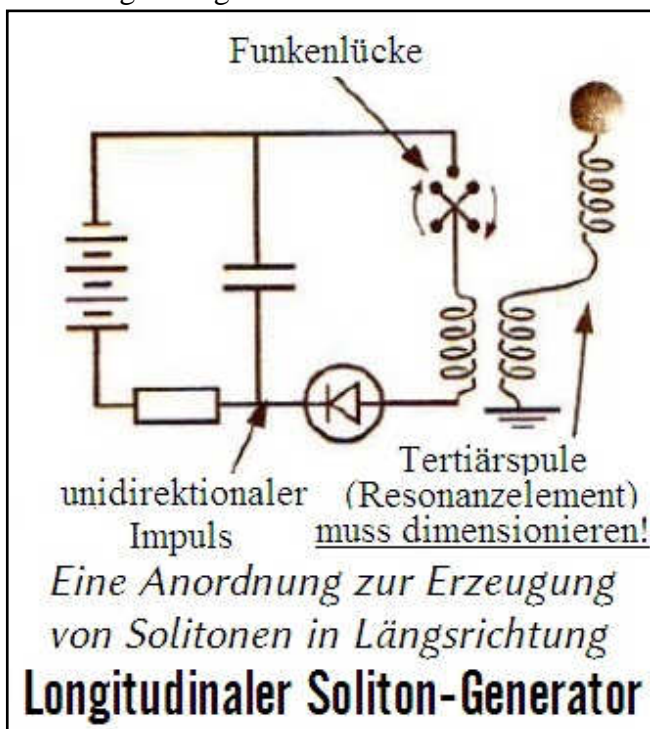 Funkenlücke
unidirektionaler
Impuls
Tertiärspule
(Resonanzelement)
muss dimensionieren!
Eine Anordnung zur Erzeugung
von Solitonen in Längsrichtung
Longitudinaler Soliton-Generator